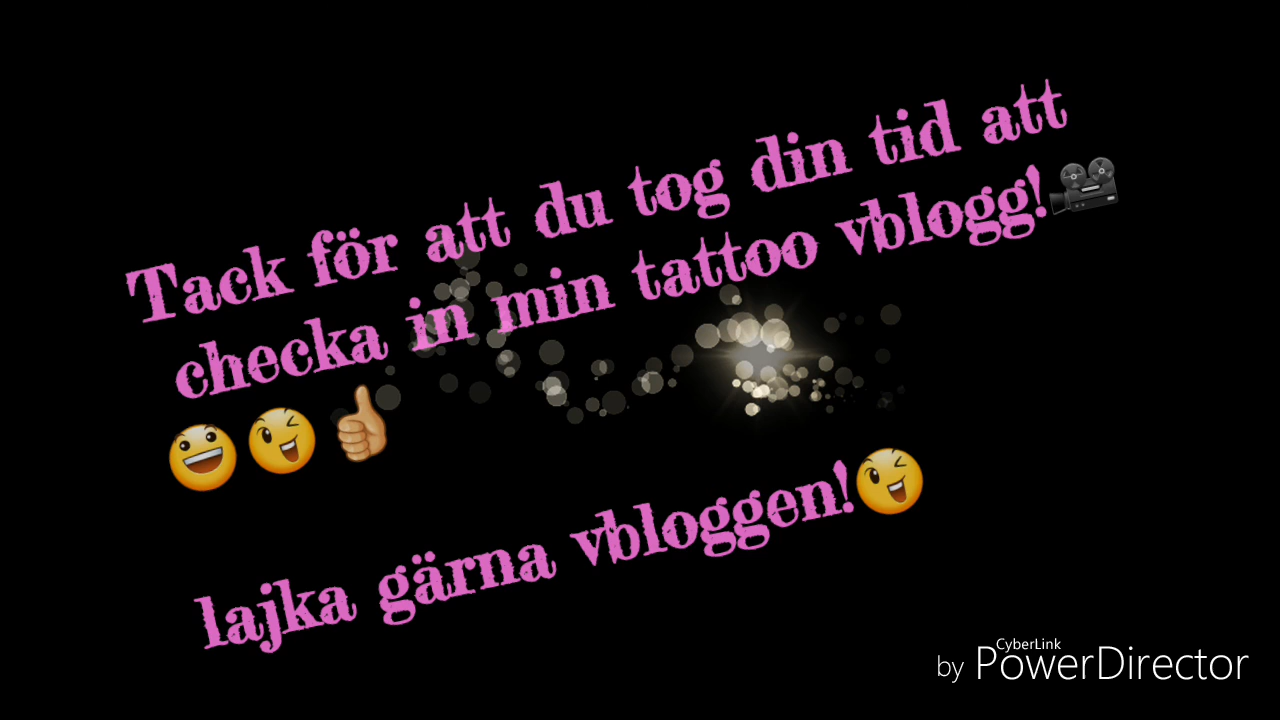 Tack för att du tog din tid att
checka in min tattoo vblogg!🎥
😃😜👍
lajka gärna vbloggen!😜
CyberLink
by PowerDirector